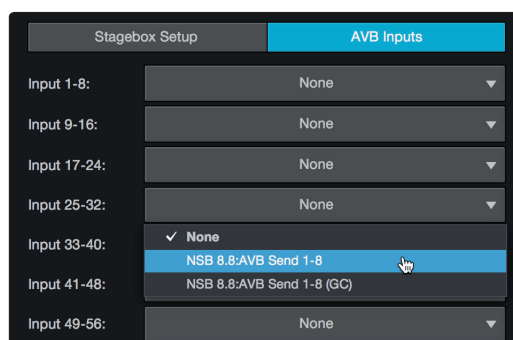 Stagebox Setup AVB Inputs
Input 1-8: None
Input 9-16: None
Input 17-24: None
Input 25-32: None
Input 33-40: ✓ None
NSB 8.8:AVB Send 1-8
Input 41-48: NSB 8.8:AVB Send 1-8 (GC)
Input 49-56: None